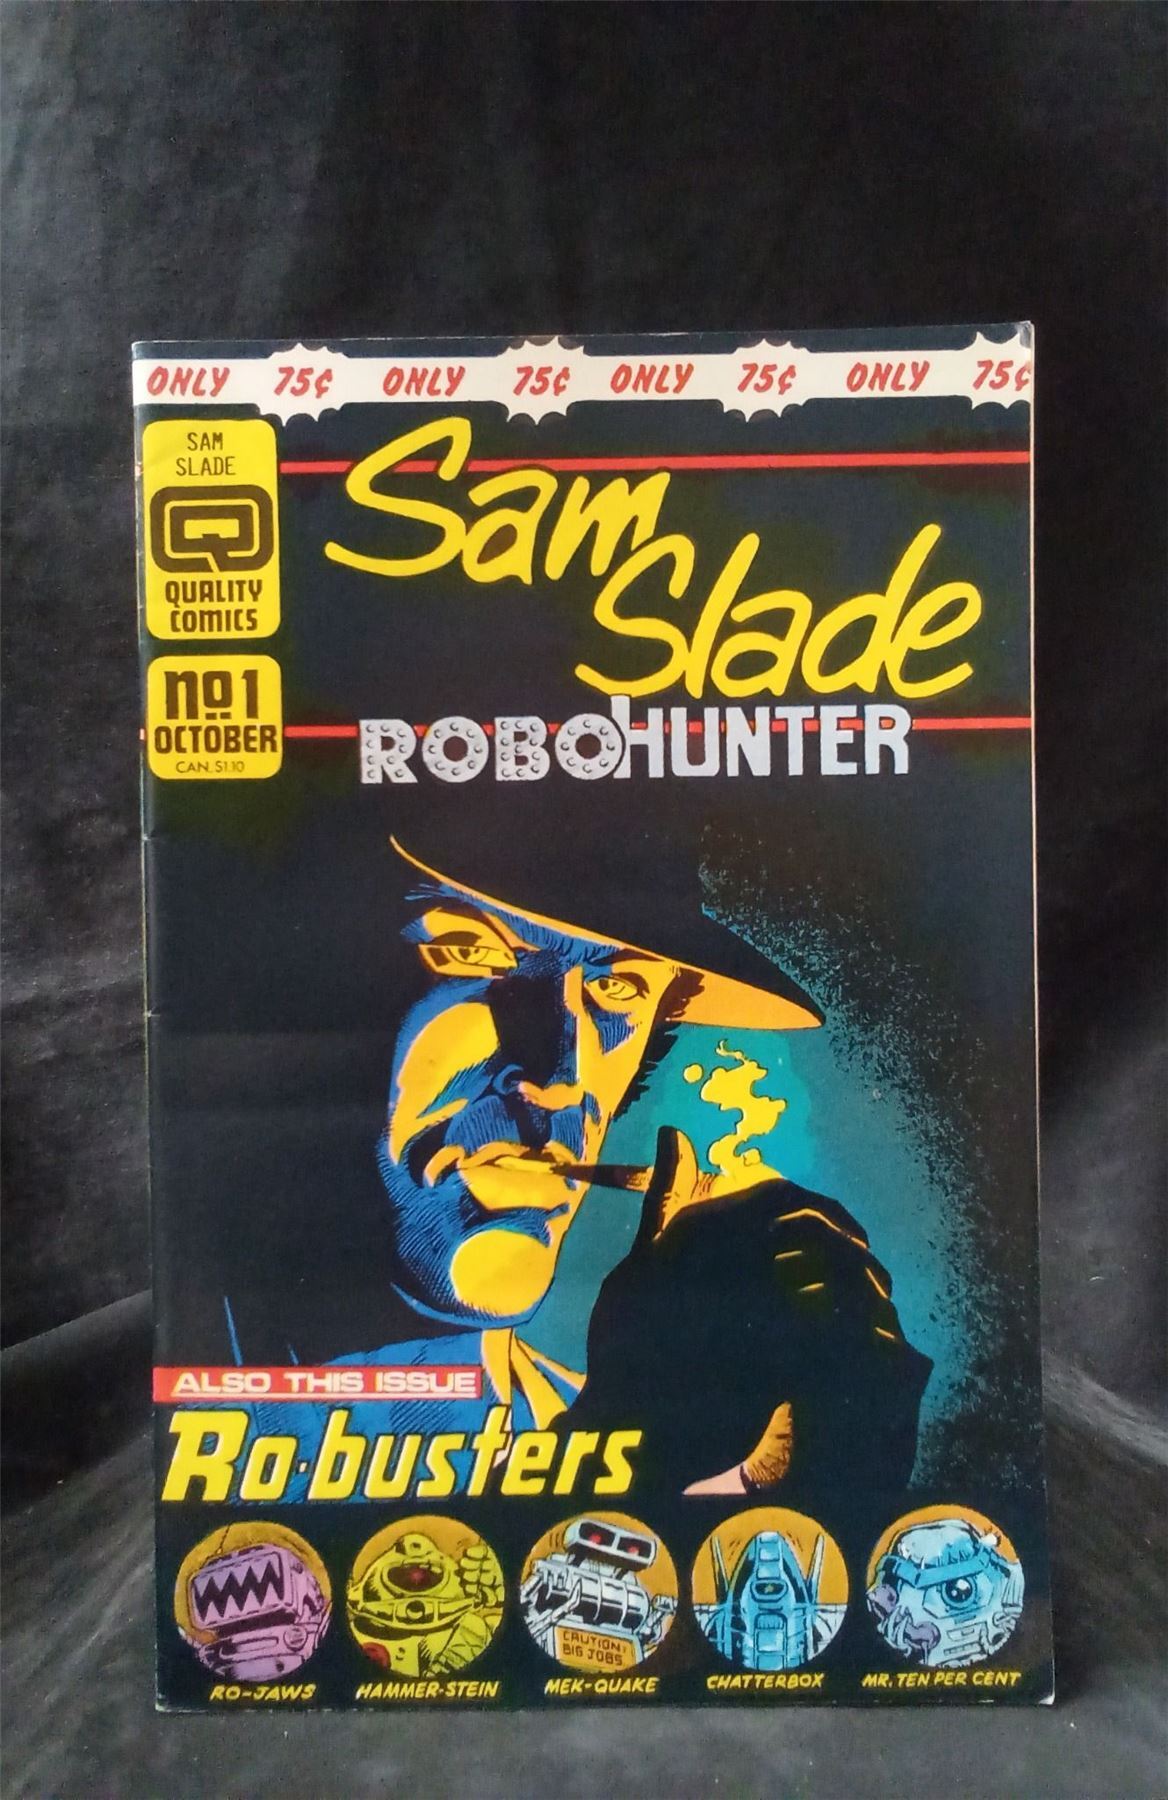 ONLY 75¢ ONLY 75¢ ONLY 75¢ ONLY 75¢
SAM
SLADE
Q
QUALITY
COMICS
No1
OCTOBER
CAN. $1.10
Sam
Slade
ROBOHUNTER
ALSO THIS ISSUE
Ro·busters
CAUTION:
BIG JOBS
RO-JAWS HAMMER-STEIN MEK-QUAKE CHATTERBOX MR. TEN PER CENT